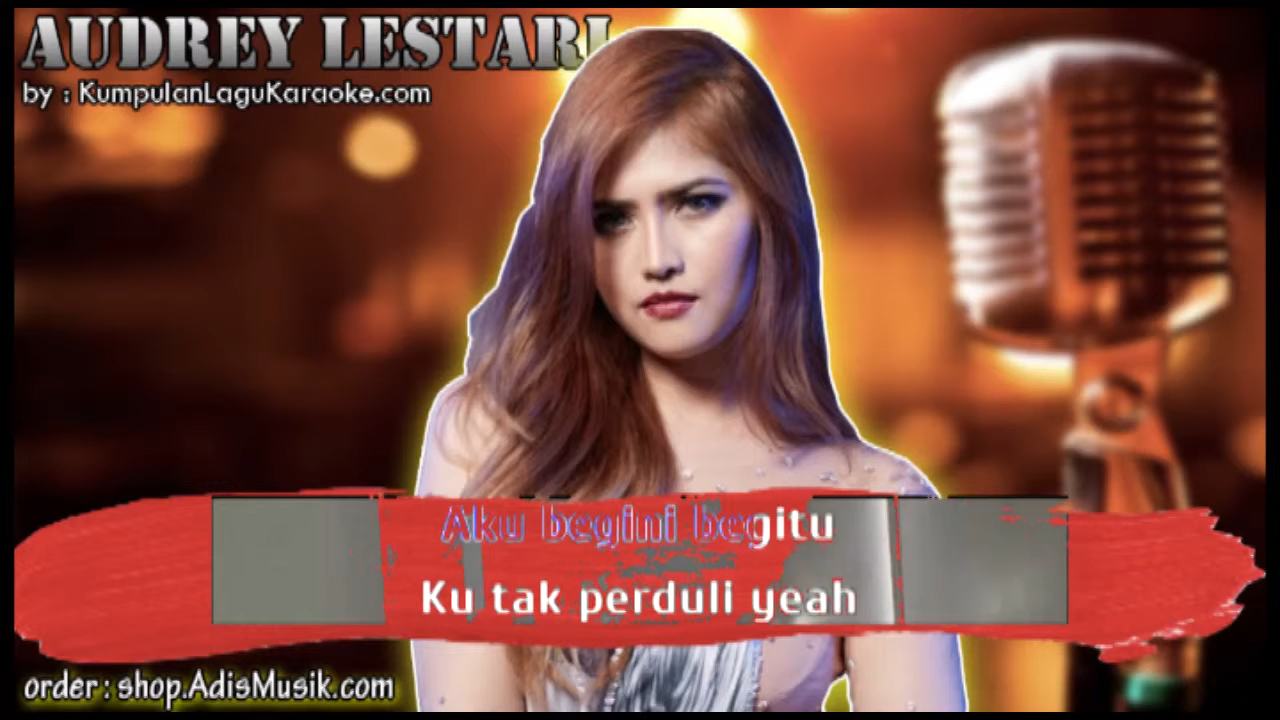 AUDREY LESTARI
by : KumpulanLaguKaraoke.com
Aku begini begitu
Ku tak perduli yeah
order : shop.AdisMusik.com